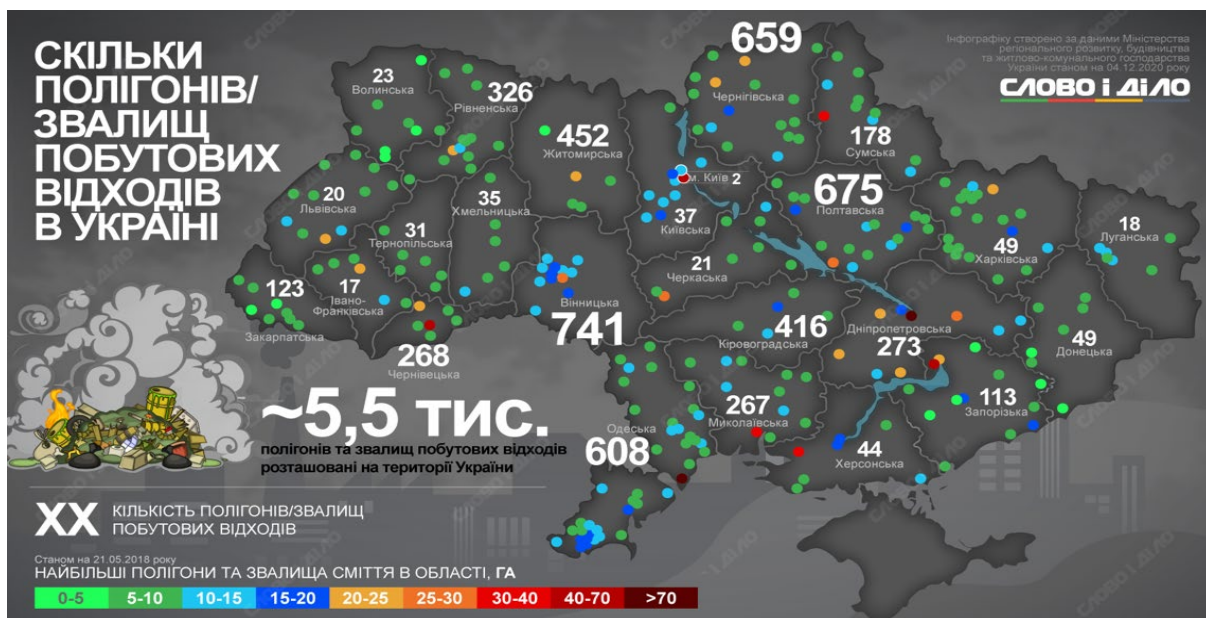 СКІЛЬКИ
ПОЛІГОНІВ/
ЗВАЛИЩ
ПОБУТОВИХ
ВІДХОДІВ
В УКРАЇНІ
Інфографіку створено за даними Міністерства
регіонального розвитку, будівництва
та житлово-комунального господарства
України станом на 04.12.2020 року
СЛОВО і ДІЛО
23
Волинська
326
Рівненська
452
Житомирська
659
Чернігівська
178
Сумська
м. Київ 2
37
Київська
675
Полтавська
49
Харківська
18
Луганська
20
Львівська
31
Тернопільська
35
Хмельницька
21
Черкаська
123
Закарпатська
17
Івано-
Франківська
268
Чернівецька
Вінницька
741
416
Кіровоградська
Дніпропетровська
273
49
Донецька
113
Запорізька
267
Миколаївська
Одеська
608
44
Херсонська
~5,5 тис.
полігонів та звалищ побутових відходів
розташовані на території України
XX КІЛЬКІСТЬ ПОЛІГОНІВ/ЗВАЛИЩ
ПОБУТОВИХ ВІДХОДІВ
Станом на 21.05.2018 року
НАЙБІЛЬШІ ПОЛІГОНИ ТА ЗВАЛИЩА СМІТТЯ В ОБЛАСТІ, ГА
0-5 5-10 10-15 15-20 20-25 25-30 30-40 40-70 >70